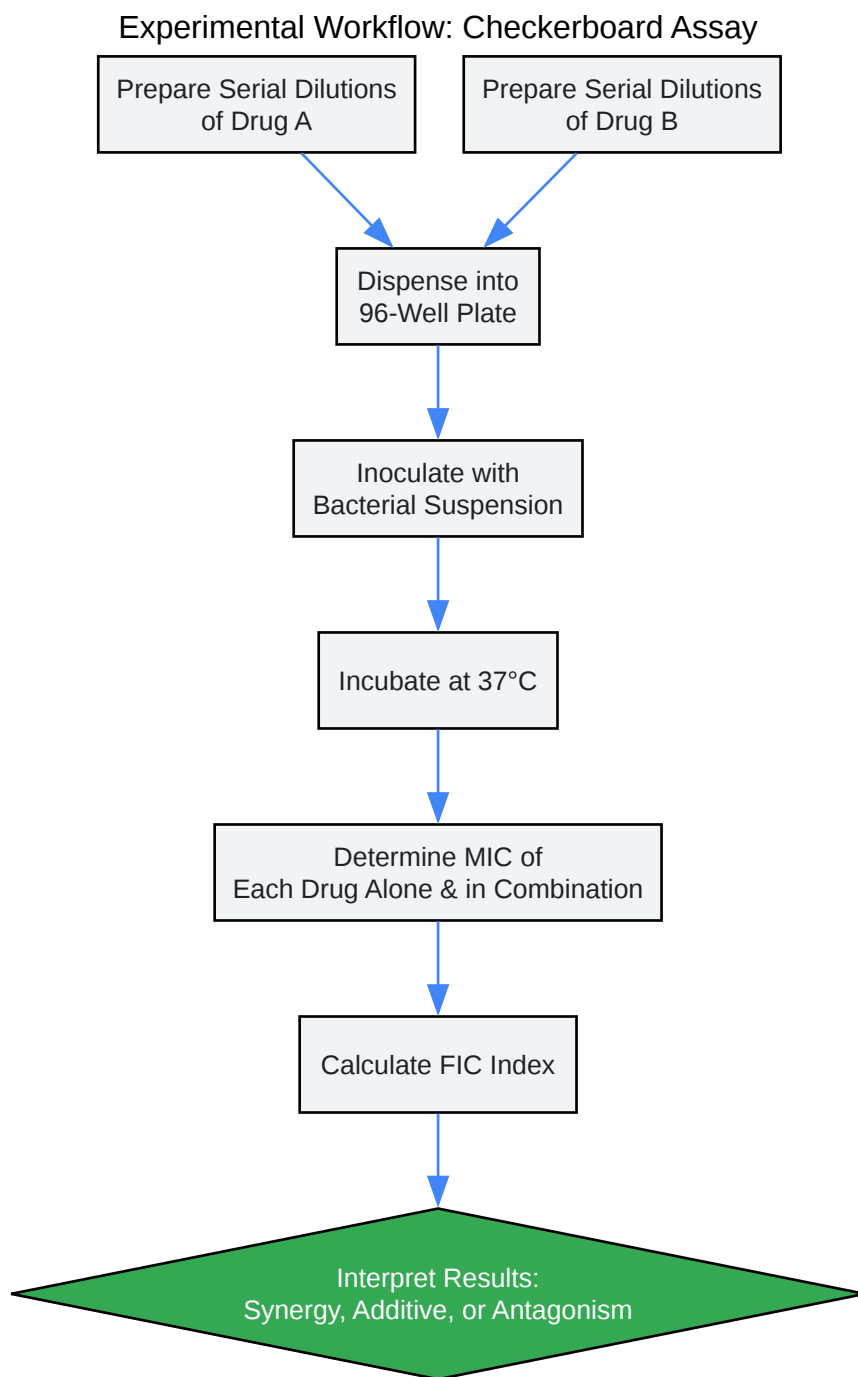 Experimental Workflow: Checkerboard Assay
Prepare Serial Dilutions
of Drug A
Prepare Serial Dilutions
of Drug B
Dispense into
96-Well Plate
Inoculate with
Bacterial Suspension
Incubate at 37°C
Determine MIC of
Each Drug Alone & in Combination
Calculate FIC Index
Interpret Results:
Synergy, Additive, or Antagonism